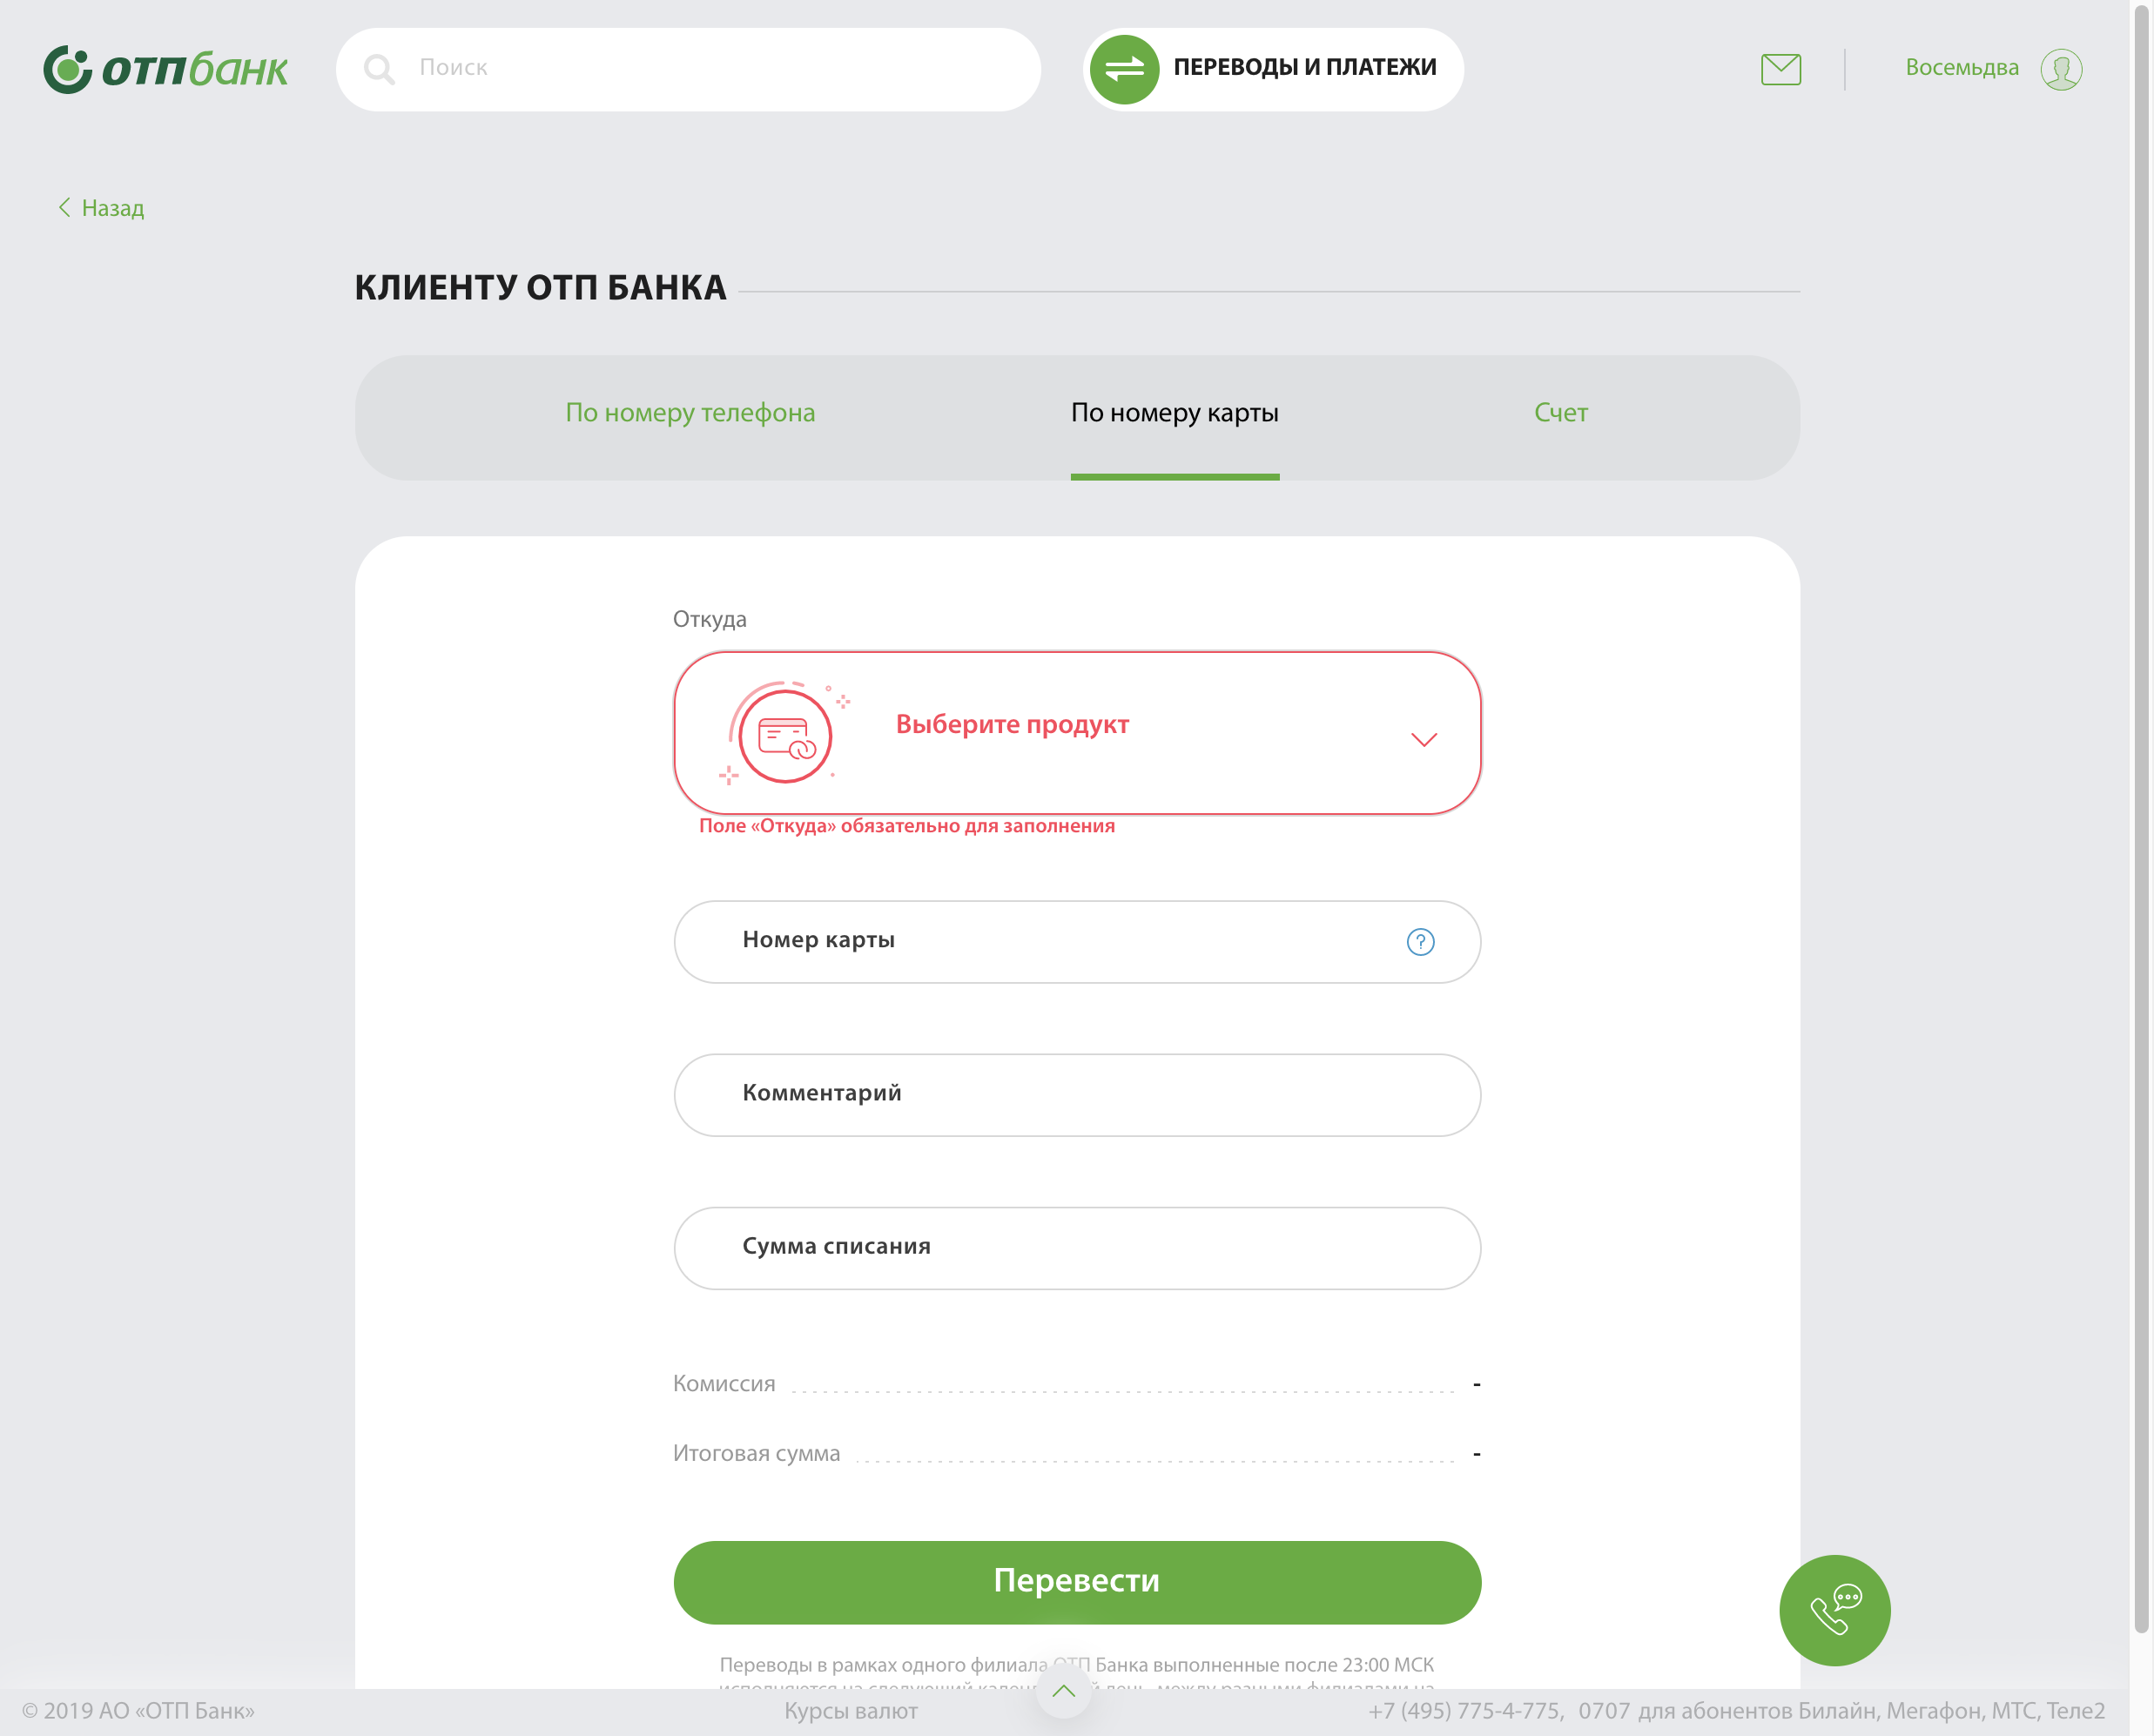 отпбанк
Поиск
ПЕРЕВОДЫ И ПЛАТЕЖИ
Восемьдва
Назад
КЛИЕНТУ ОТП БАНКА
По номеру телефона
По номеру карты
Счет
Откуда
Выберите продукт
Поле «Откуда» обязательно для заполнения
Номер карты
?
Комментарий
Сумма списания
Комиссия -
Итоговая сумма -
Перевести
Переводы в рамках одного филиала ОТП Банка выполненные после 23:00 МСК
© 2019 АО «ОТП Банк»
Курсы валют
+7 (495) 775-4-775, 0707 для абонентов Билайн, Мегафон, МТС, Теле2